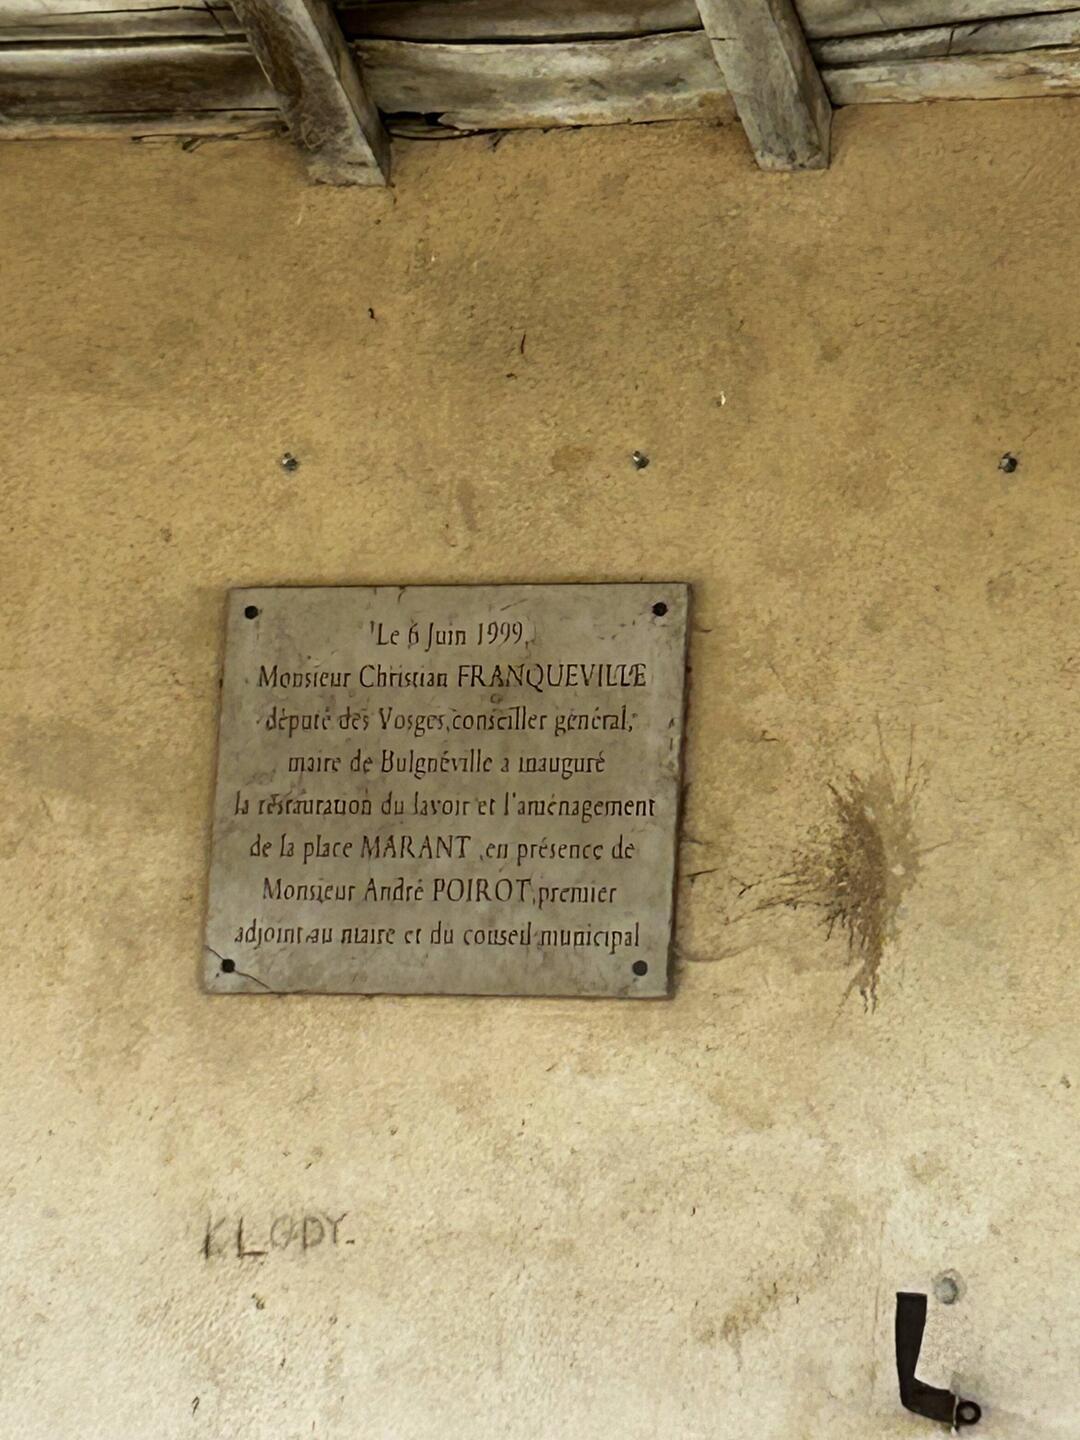 Le 6 Juin 1999,
Monsieur Christian FRANQUEVILLE
député des Vosges, conseiller général,
maire de Bulgnéville a inauguré
la restauration du lavoir et l'aménagement
de la place MARANT, en présence de
Monsieur André POIROT, premier
adjoint au maire et du conseil municipal
KLODY